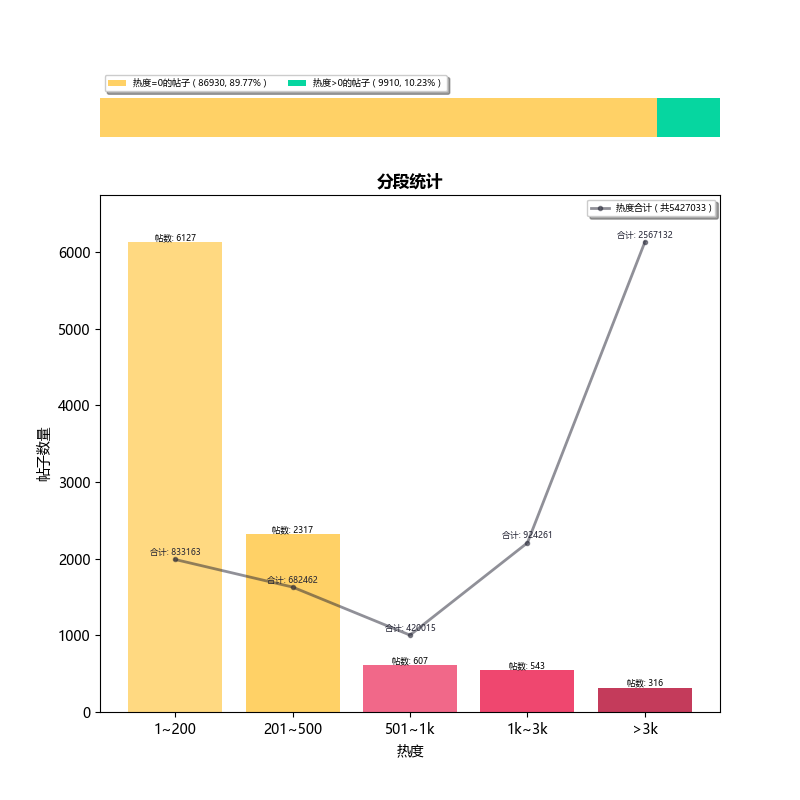 热度=0的帖子 ( 86930, 89.77% )
热度>0的帖子 ( 9910, 10.23% )
分段统计
热度合计 ( 共5427033 )
合计: 2567132
帖数: 6127
6000
5000
4000
帖子数量
3000
帖数: 2317
合计: 924261
合计: 833163
2000
合计: 682462
合计: 420015
1000
帖数: 607
帖数: 543
帖数: 316
0
1~200
201~500
501~1k
1k~3k
>3k
热度